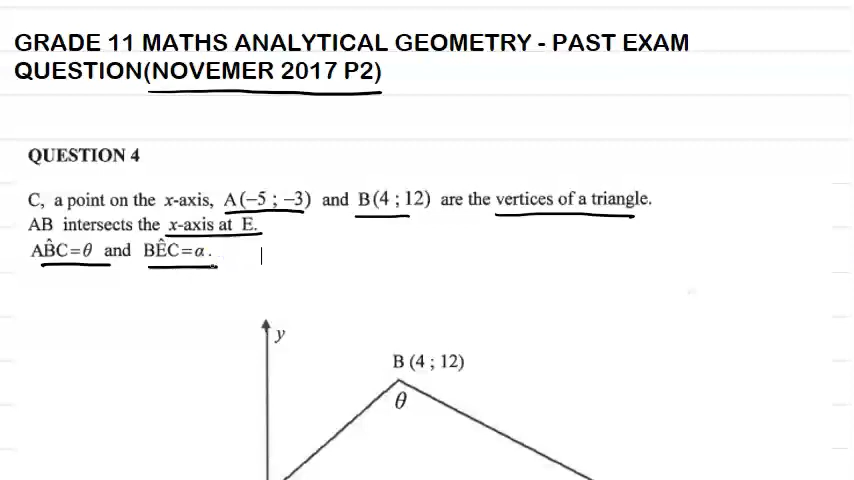 GRADE 11 MATHS ANALYTICAL GEOMETRY - PAST EXAM
QUESTION(NOVEMER 2017 P2)
QUESTION 4
C, a point on the x-axis, A(−5 ; −3) and B(4 ; 12) are the vertices of a triangle.
AB intersects the x-axis at E.
AB̂C=θ and BÊC=α.
y
B (4 ; 12)
θ